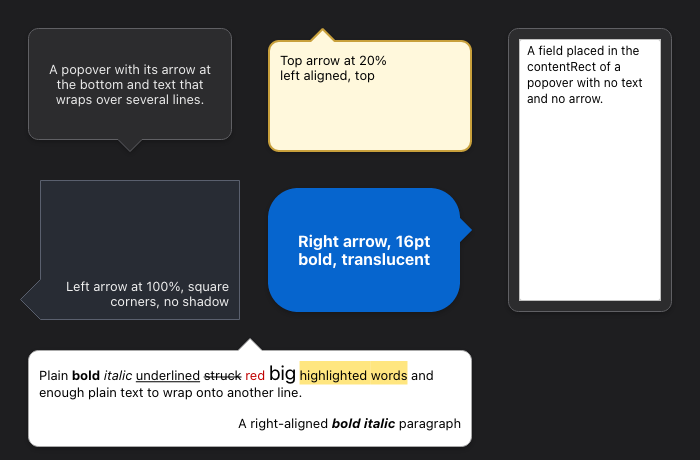 A popover with its arrow at
the bottom and text that
wraps over several lines.
Top arrow at 20%
left aligned, top
A field placed in the
contentRect of a
popover with no text
and no arrow.
Left arrow at 100%, square
corners, no shadow
Right arrow, 16pt
bold, translucent
Plain bold italic underlined struck red big highlighted words and
enough plain text to wrap onto another line.
A right-aligned bold italic paragraph